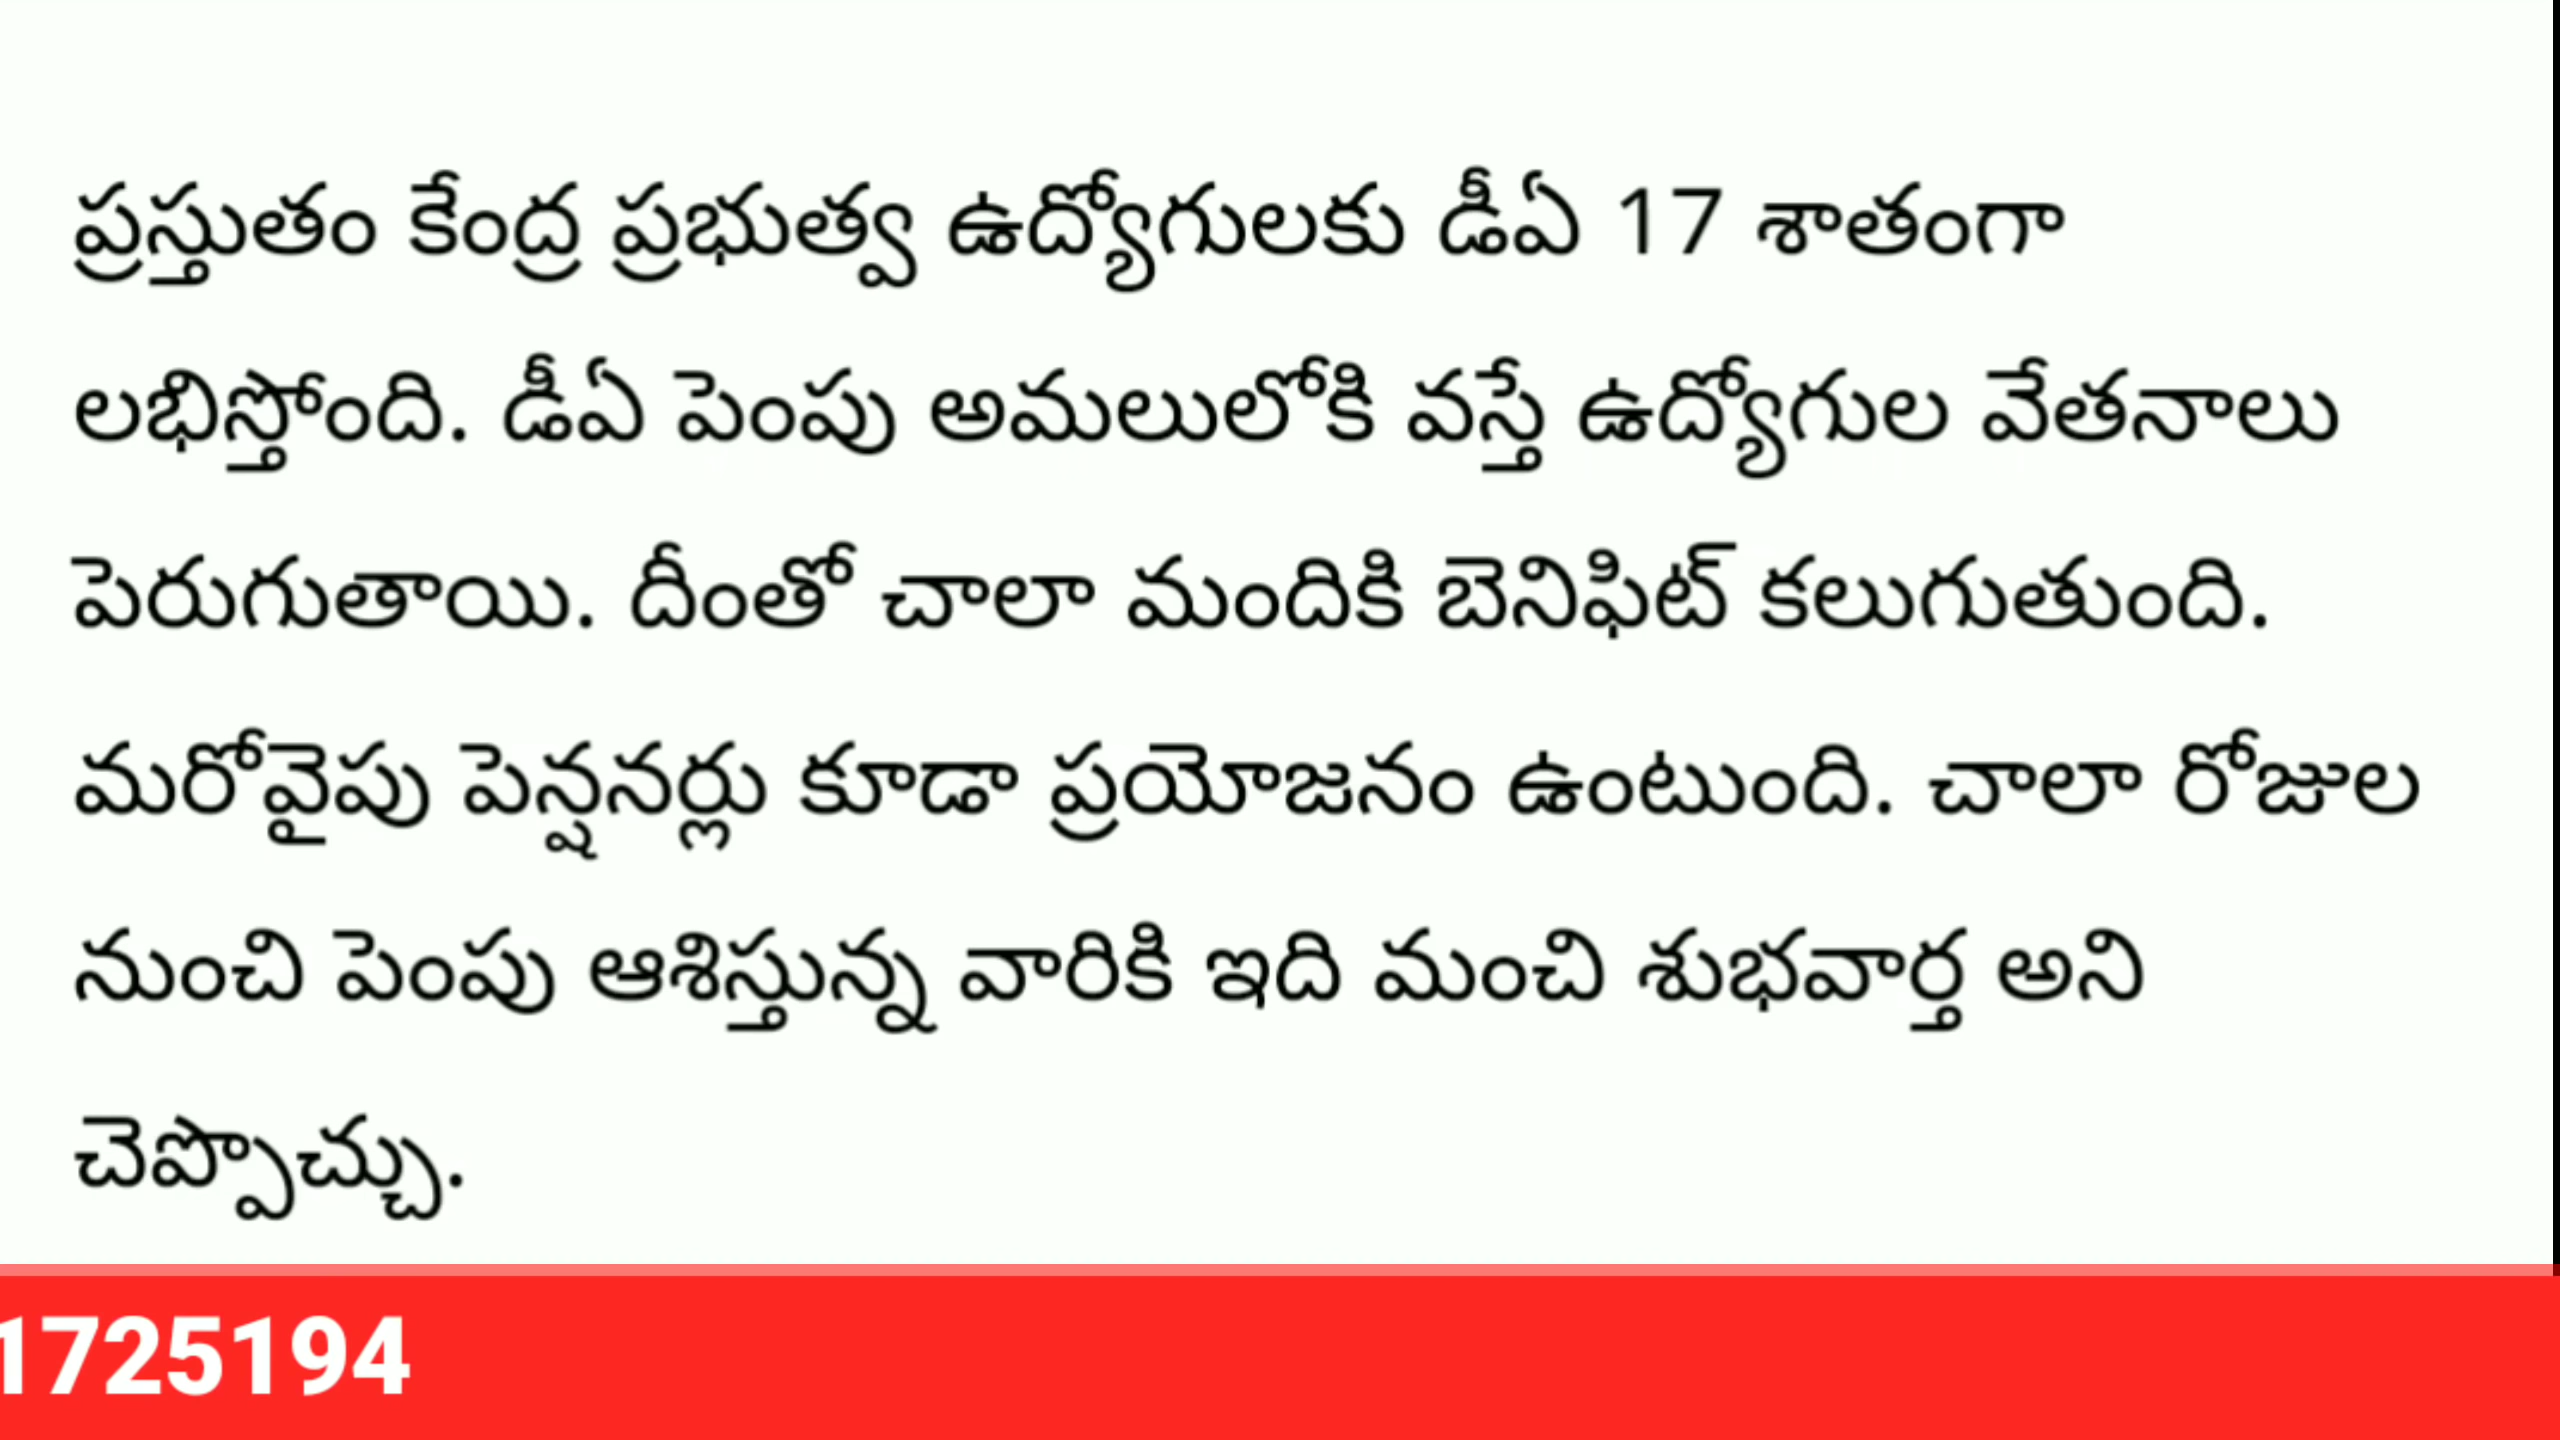 ప్రస్తుతం కేంద్ర ప్రభుత్వ ఉద్యోగులకు డీఏ 17 శాతంగా
లభిస్తోంది. డీఏ పెంపు అమలులోకి వస్తే ఉద్యోగుల వేతనాలు
పెరుగుతాయి. దీంతో చాలా మందికి బెనిఫిట్ కలుగుతుంది.
మరోవైపు పెన్షనర్లు కూడా ప్రయోజనం ఉంటుంది. చాలా రోజుల
నుంచి పెంపు ఆశిస్తున్న వారికి ఇది మంచి శుభవార్త అని
చెప్పొచ్చు.
1725194